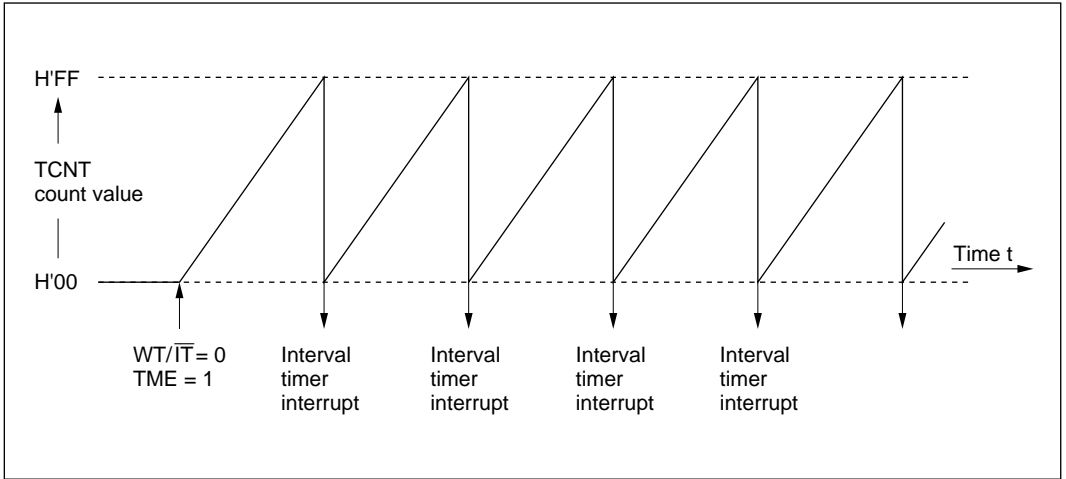 H'FF
TCNT
count value
H'00
Time t
WT/I̅T̅ = 0
TME = 1
Interval
timer
interrupt
Interval
timer
interrupt
Interval
timer
interrupt
Interval
timer
interrupt